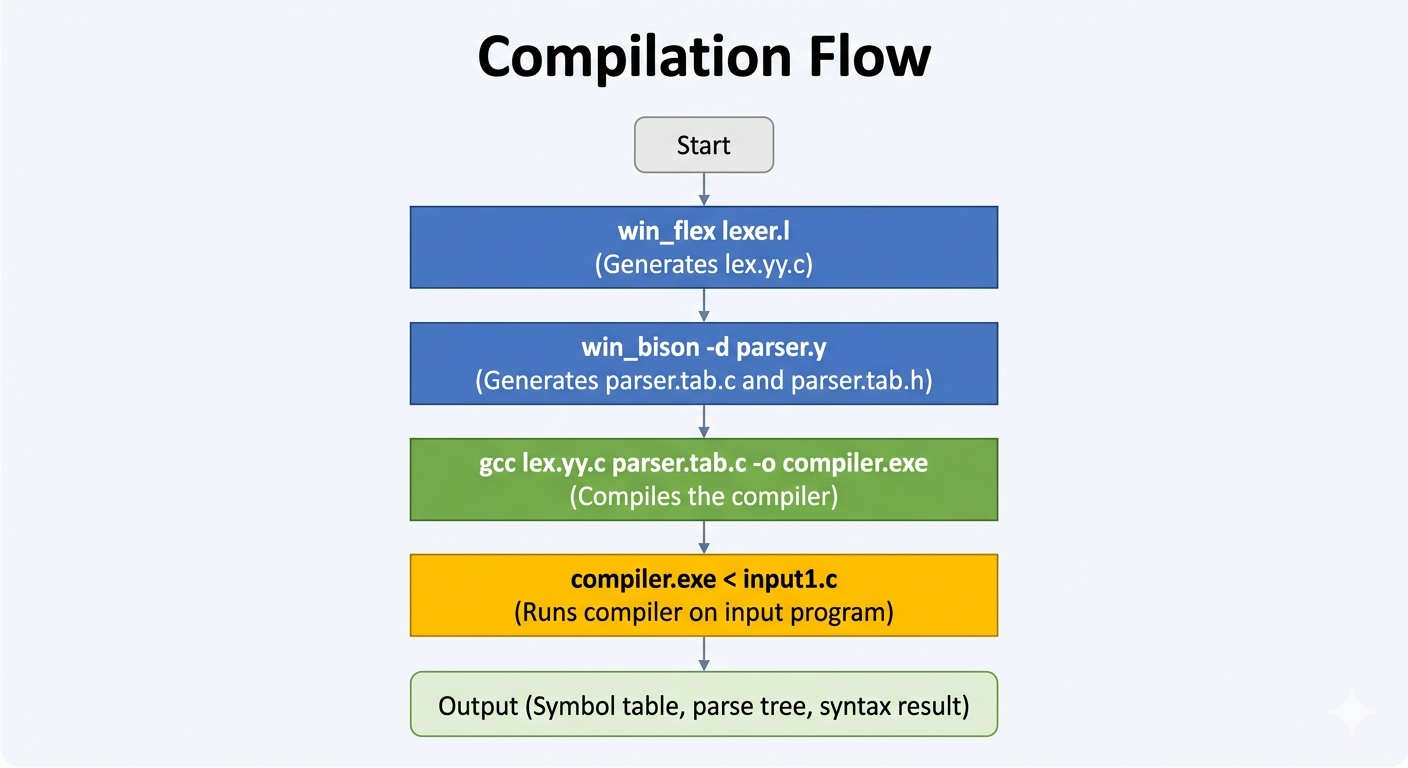 Compilation Flow
Start
win_flex lexer.l
(Generates lex.yy.c)
win_bison -d parser.y
(Generates parser.tab.c and parser.tab.h)
gcc lex.yy.c parser.tab.c -o compiler.exe
(Compiles the compiler)
compiler.exe < input1.c
(Runs compiler on input program)
Output (Symbol table, parse tree, syntax result)